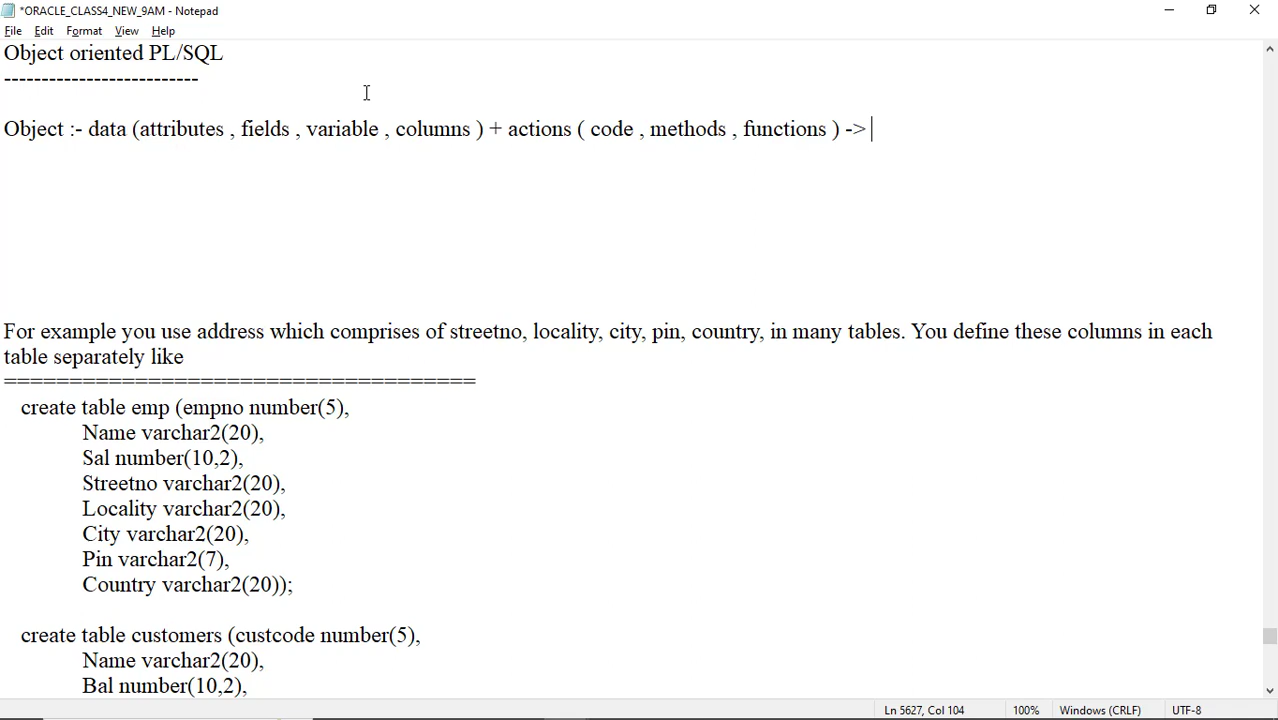 *ORACLE_CLASS4_NEW_9AM - Notepad
File Edit Format View Help
Object oriented PL/SQL
--------------------------
Object :- data (attributes , fields , variable , columns ) + actions ( code , methods , functions ) ->
For example you use address which comprises of streetno, locality, city, pin, country, in many tables. You define these columns in each
table separately like
====================================
create table emp (empno number(5),
Name varchar2(20),
Sal number(10,2),
Streetno varchar2(20),
Locality varchar2(20),
City varchar2(20),
Pin varchar2(7),
Country varchar2(20));
create table customers (custcode number(5),
Name varchar2(20),
Bal number(10,2),
Ln 5627, Col 104 100% Windows (CRLF) UTF-8